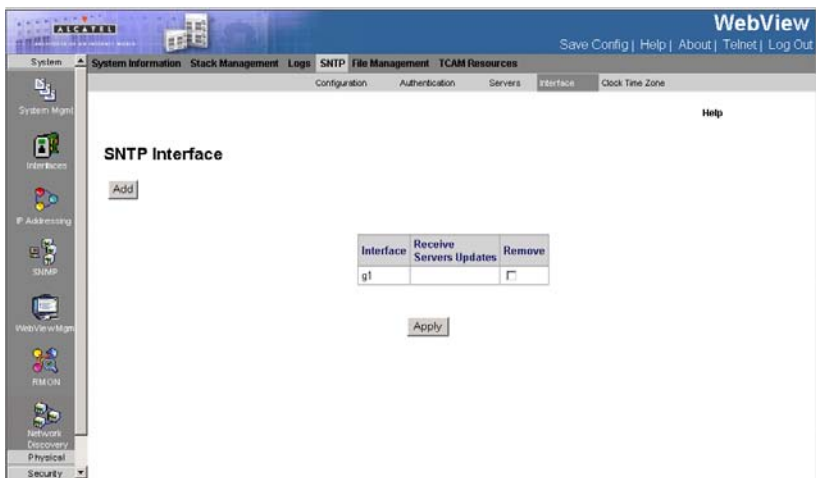 ALCATEL
WebView
Save Config | Help | About | Telnet | Log Out
System
System Information Stack Management Logs SNTP File Management TCAM Resources
Configuration Authentication Servers Interface Clock Time Zone
System Mgmt
Help
Interfaces
SNTP Interface
Add
IP Addressing
SNMP
Interface Receive Servers Updates Remove
g1
WebViewMgm
Apply
RMON
Network
Discovery
Physical
Security